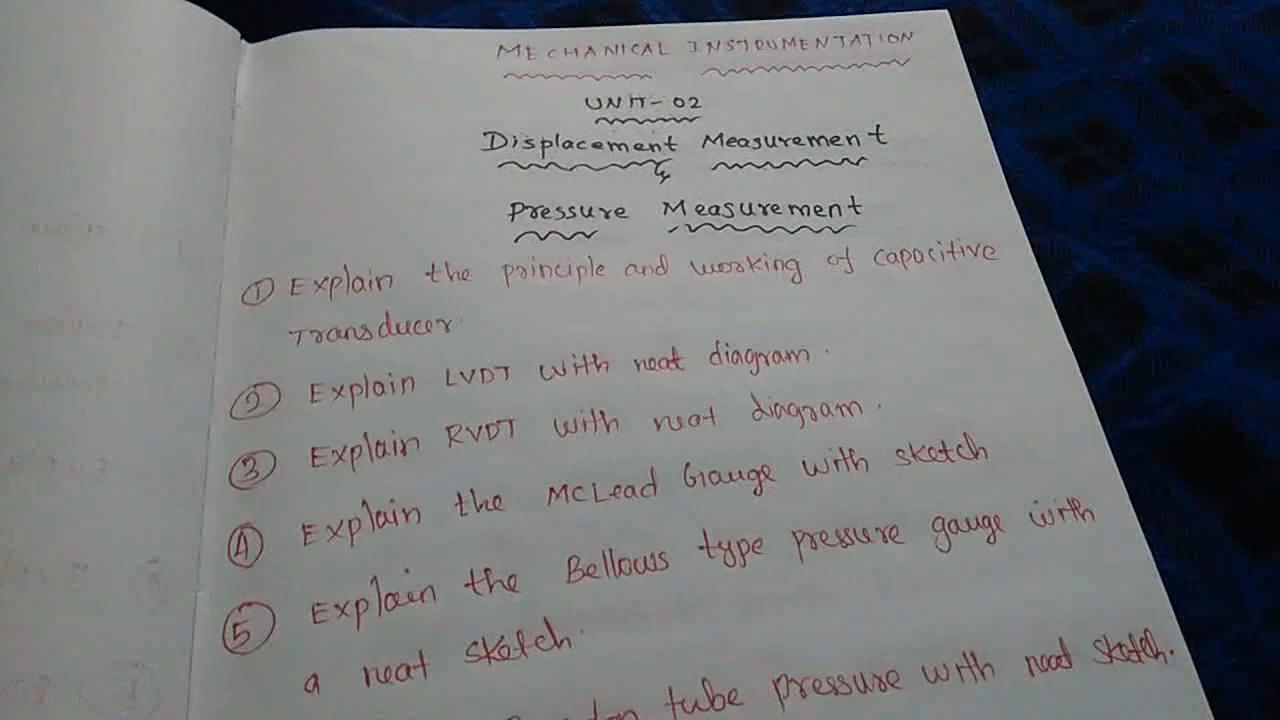 MECHANICAL INSTDUMENTATION
UNIT-02
Displacement Measurement
&
Pressure Measurement
① Explain the principle and working of capacitive
Transducer.
② Explain LVDT with neat diagram.
③ Explain RVDT with neat diagram.
④ Explain the McLead Gauge with sketch
⑤ Explain the Bellows type pressure gauge with
a neat sketch.
tube pressure with neat sketch.